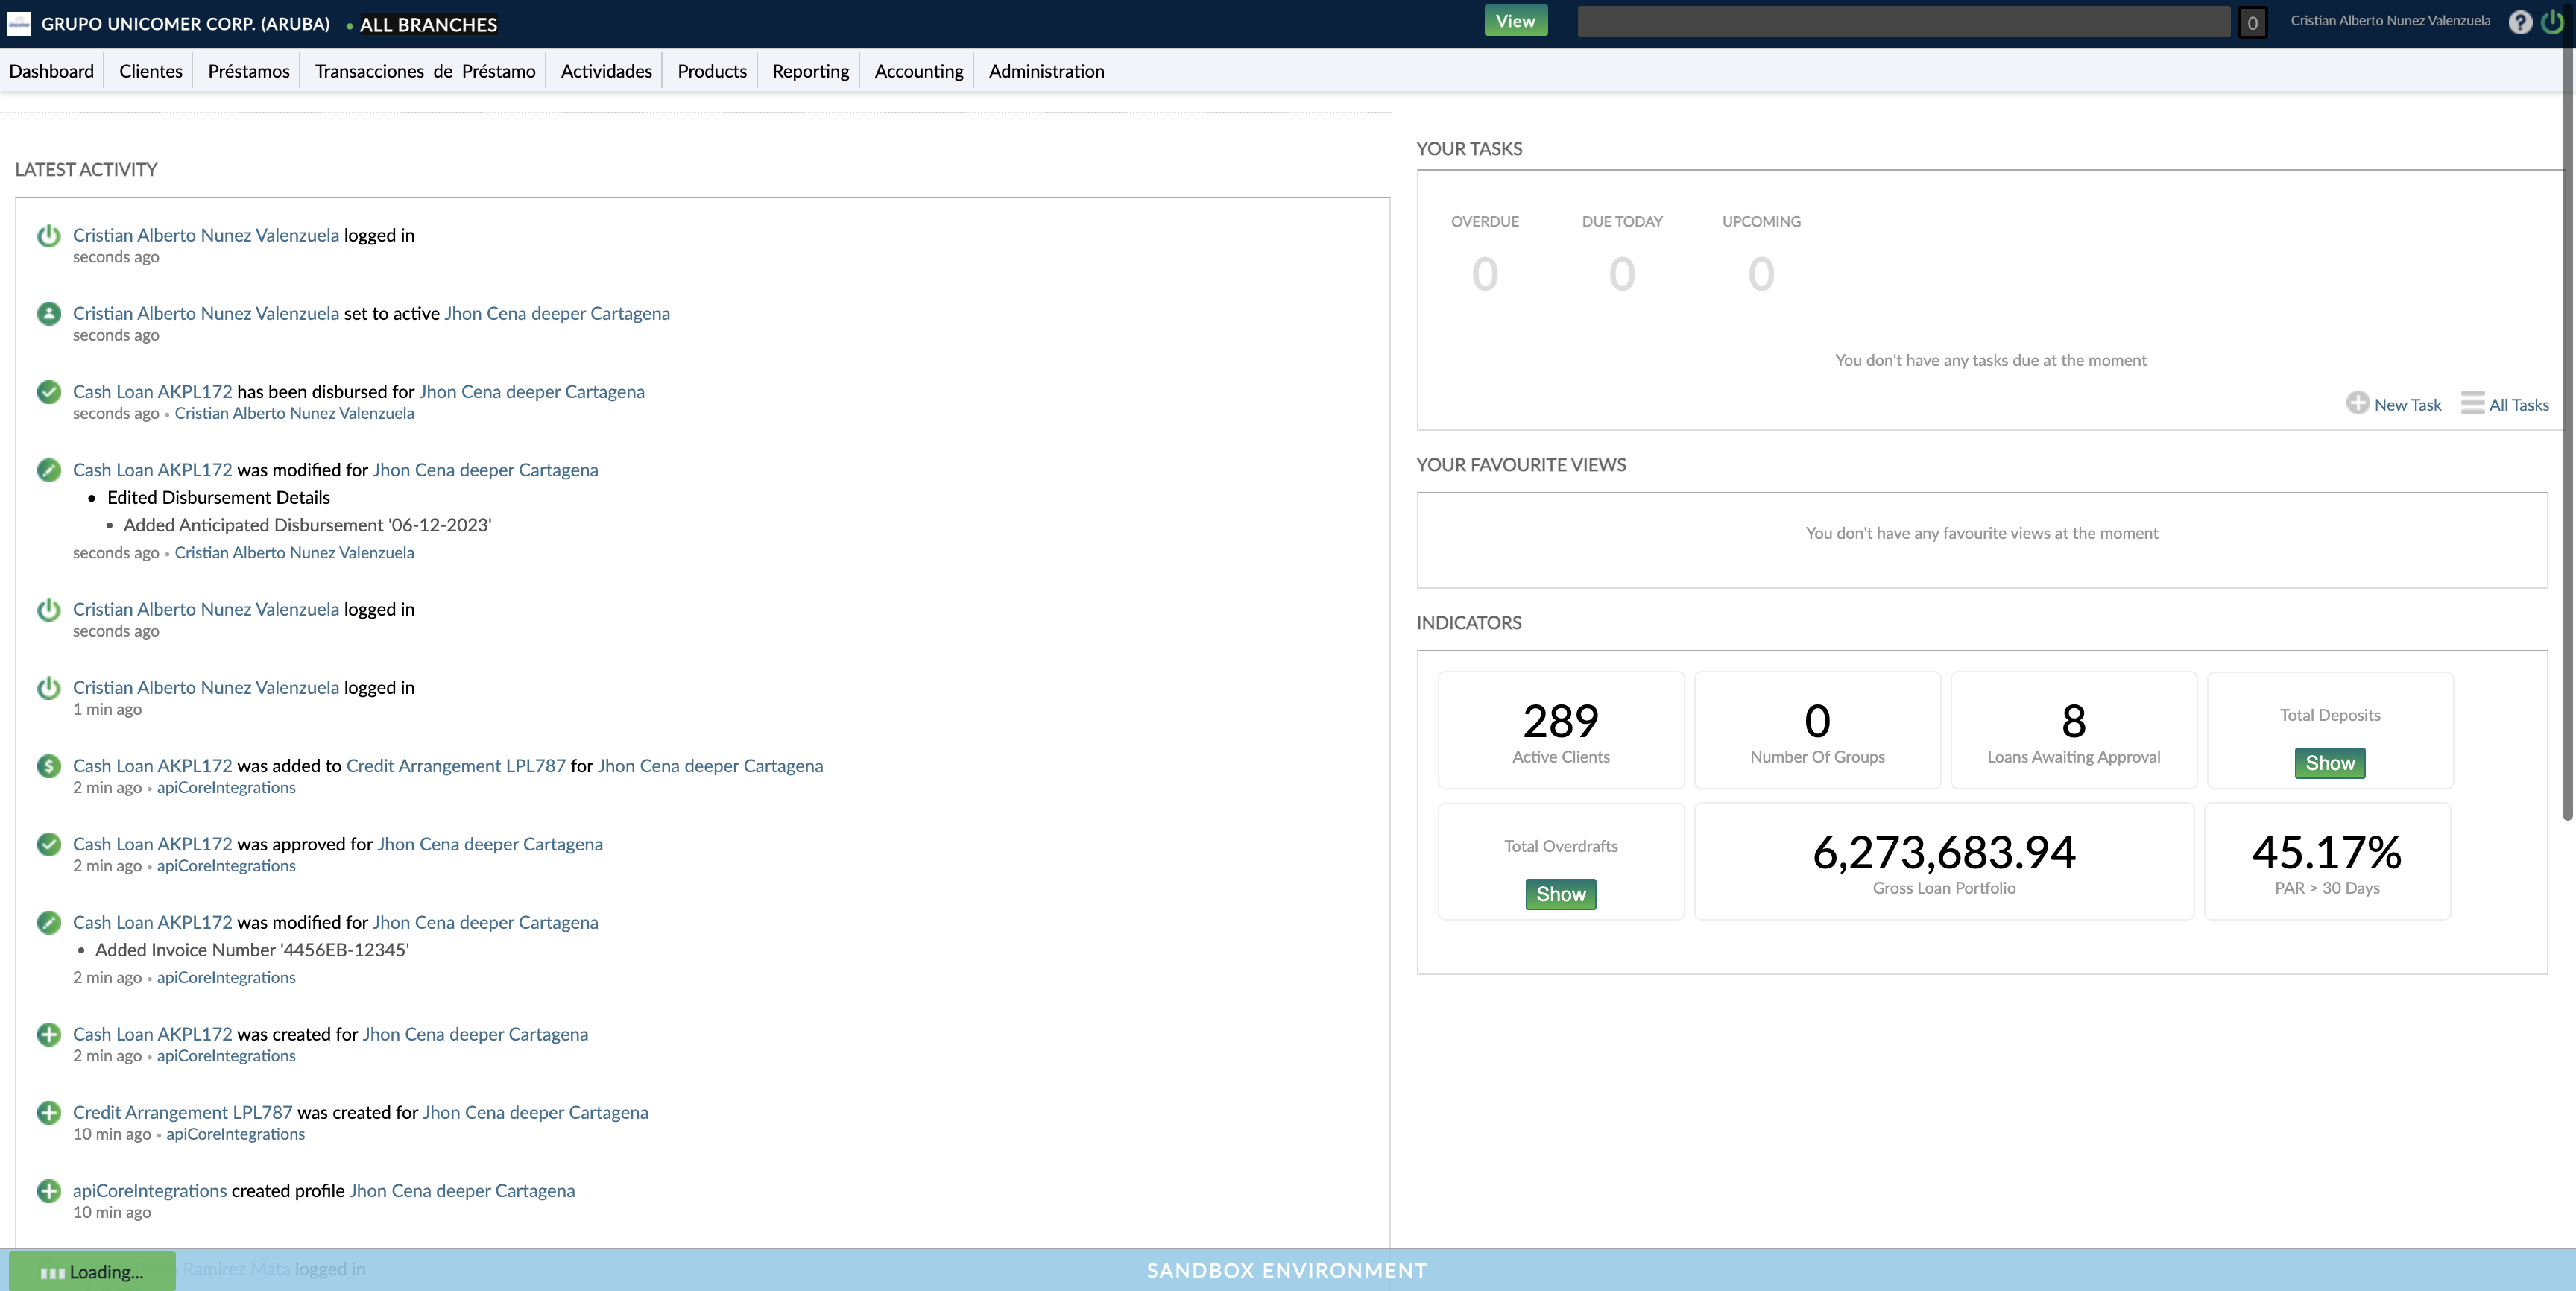 GRUPO UNICOMER CORP. (ARUBA) • ALL BRANCHES
View
0
Cristian Alberto Nunez Valenzuela
?
Dashboard Clientes Préstamos Transacciones de Préstamo Actividades Products Reporting Accounting Administration
LATEST ACTIVITY
Cristian Alberto Nunez Valenzuela logged in
seconds ago
Cristian Alberto Nunez Valenzuela set to active Jhon Cena deeper Cartagena
seconds ago
Cash Loan AKPL172 has been disbursed for Jhon Cena deeper Cartagena
seconds ago • Cristian Alberto Nunez Valenzuela
Cash Loan AKPL172 was modified for Jhon Cena deeper Cartagena
• Edited Disbursement Details
• Added Anticipated Disbursement '06-12-2023'
seconds ago • Cristian Alberto Nunez Valenzuela
Cristian Alberto Nunez Valenzuela logged in
seconds ago
Cristian Alberto Nunez Valenzuela logged in
1 min ago
Cash Loan AKPL172 was added to Credit Arrangement LPL787 for Jhon Cena deeper Cartagena
2 min ago • apiCoreIntegrations
Cash Loan AKPL172 was approved for Jhon Cena deeper Cartagena
2 min ago • apiCoreIntegrations
Cash Loan AKPL172 was modified for Jhon Cena deeper Cartagena
• Added Invoice Number '4456EB-12345'
2 min ago • apiCoreIntegrations
Cash Loan AKPL172 was created for Jhon Cena deeper Cartagena
2 min ago • apiCoreIntegrations
Credit Arrangement LPL787 was created for Jhon Cena deeper Cartagena
10 min ago • apiCoreIntegrations
apiCoreIntegrations created profile Jhon Cena deeper Cartagena
10 min ago
Loading...
Ramirez Mata logged in
SANDBOX ENVIRONMENT
YOUR TASKS
OVERDUE DUE TODAY UPCOMING
0 0 0
You don't have any tasks due at the moment
New Task All Tasks
YOUR FAVOURITE VIEWS
You don't have any favourite views at the moment
INDICATORS
289
Active Clients
0
Number Of Groups
8
Loans Awaiting Approval
Total Deposits
Show
Total Overdrafts
Show
6,273,683.94
Gross Loan Portfolio
45.17%
PAR > 30 Days